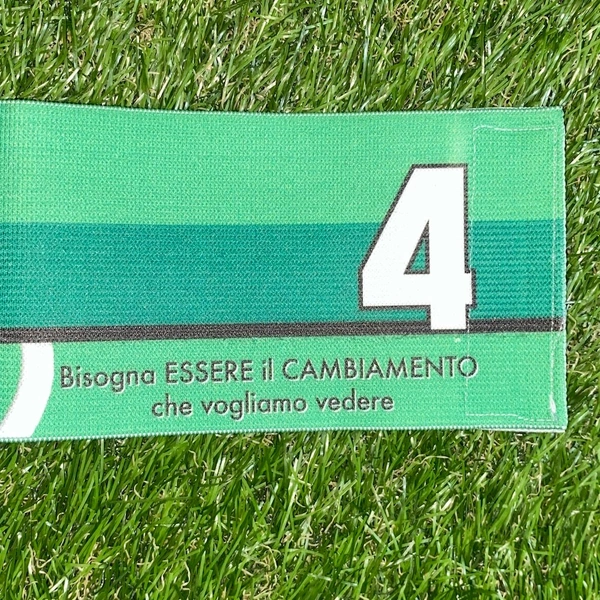 4
Bisogna ESSERE il CAMBIAMENTO
che vogliamo vedere